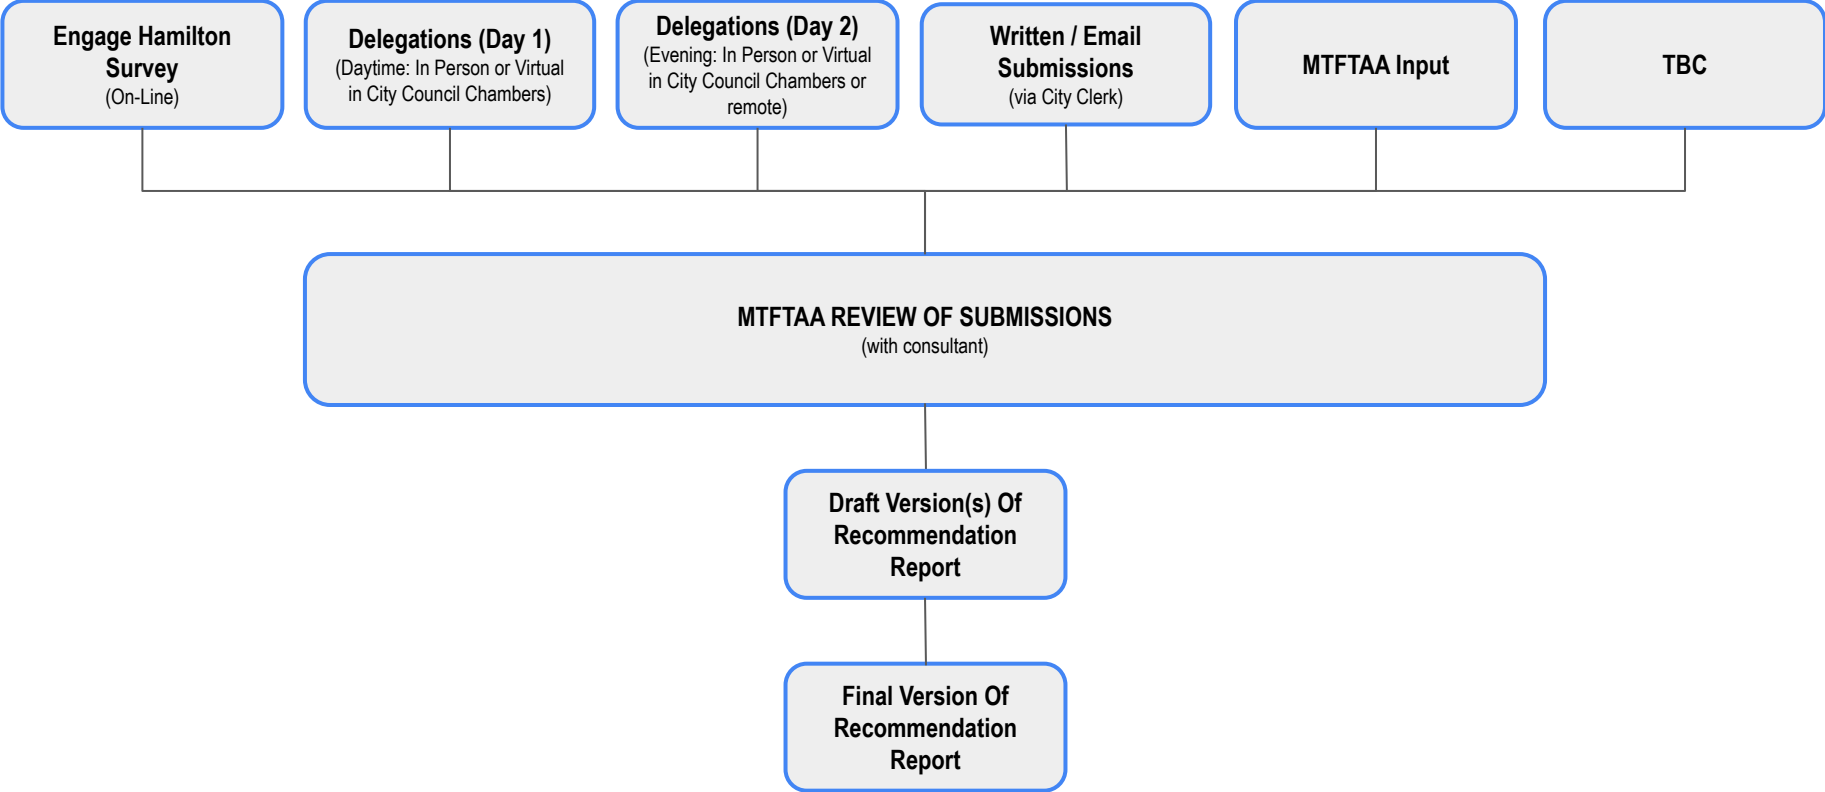 Engage Hamilton
Survey
(On-Line)
Delegations (Day 1)
(Daytime: In Person or Virtual
in City Council Chambers)
Delegations (Day 2)
(Evening: In Person or Virtual
in City Council Chambers or
remote)
Written / Email
Submissions
(via City Clerk)
MTFTAA Input
TBC
MTFTAA REVIEW OF SUBMISSIONS
(with consultant)
Draft Version(s) Of
Recommendation
Report
Final Version Of
Recommendation
Report